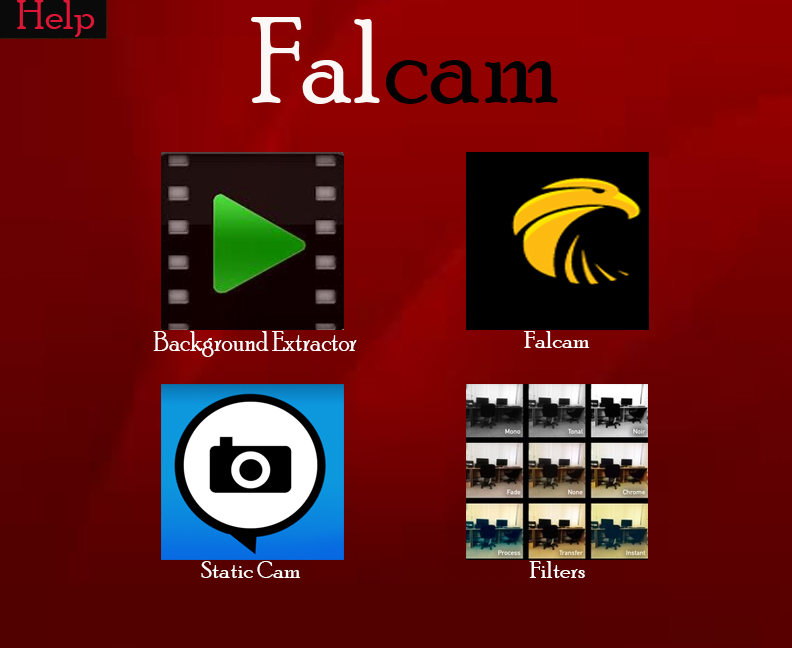 Help
Falcam
Background Extractor
Falcam
Static Cam
Mono
Tonal
Noir
Fade
None
Chrome
Process
Transfer
Instant
Filters